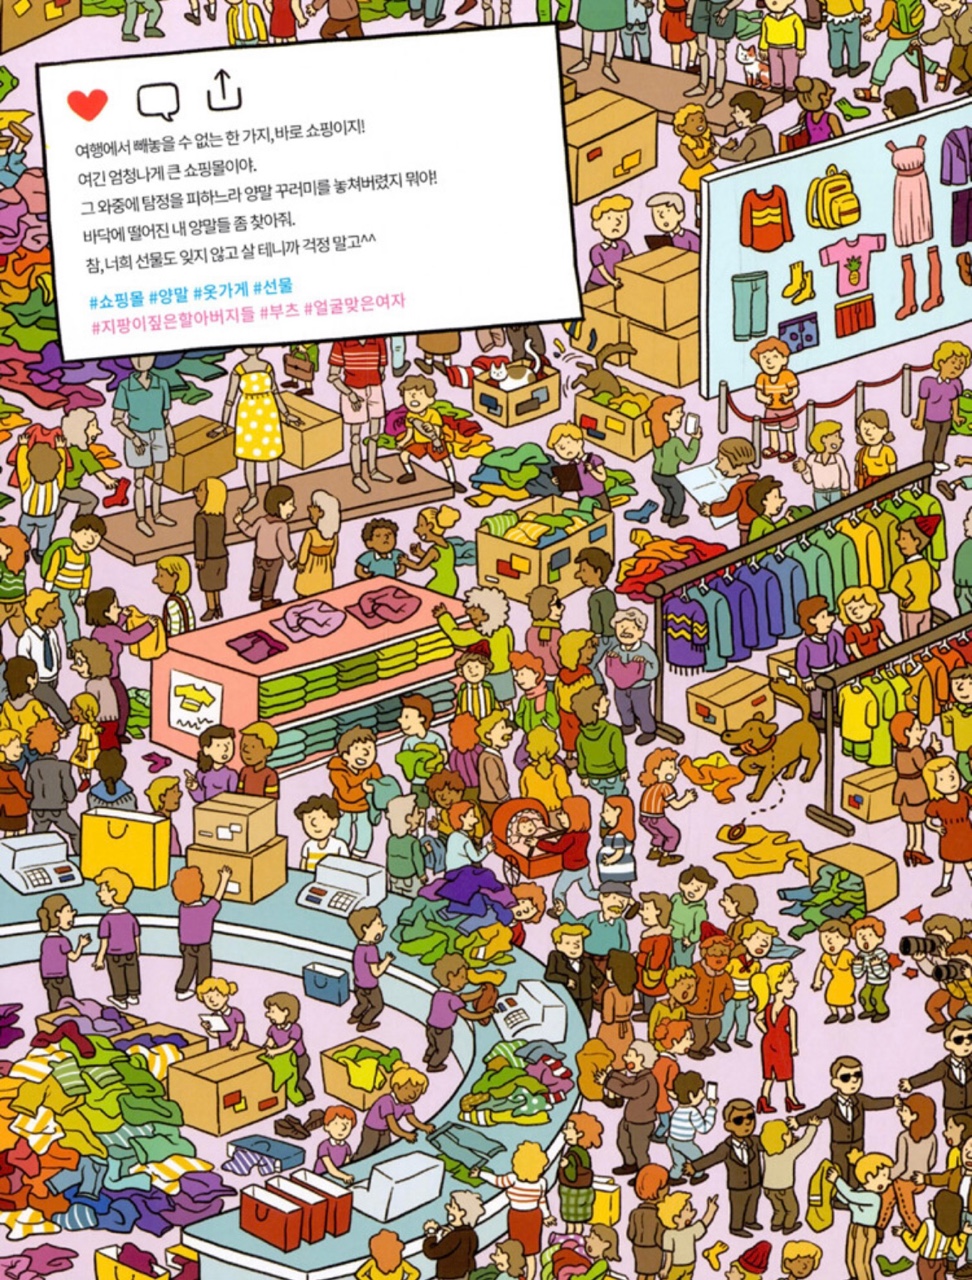 여행에서 빼놓을 수 없는 한 가지, 바로 쇼핑이지!
여긴 엄청나게 큰 쇼핑몰이야.
그 와중에 탐정을 피하느라 양말 꾸러미를 놓쳐버렸지 뭐야!
바닥에 떨어진 내 양말들 좀 찾아줘.
참, 너희 선물도 잊지 않고 살 테니까 걱정 말고^^
#쇼핑몰 #양말 #옷가게 #선물
#지팡이짚은할아버지들 #부츠 #얼굴맞은여자